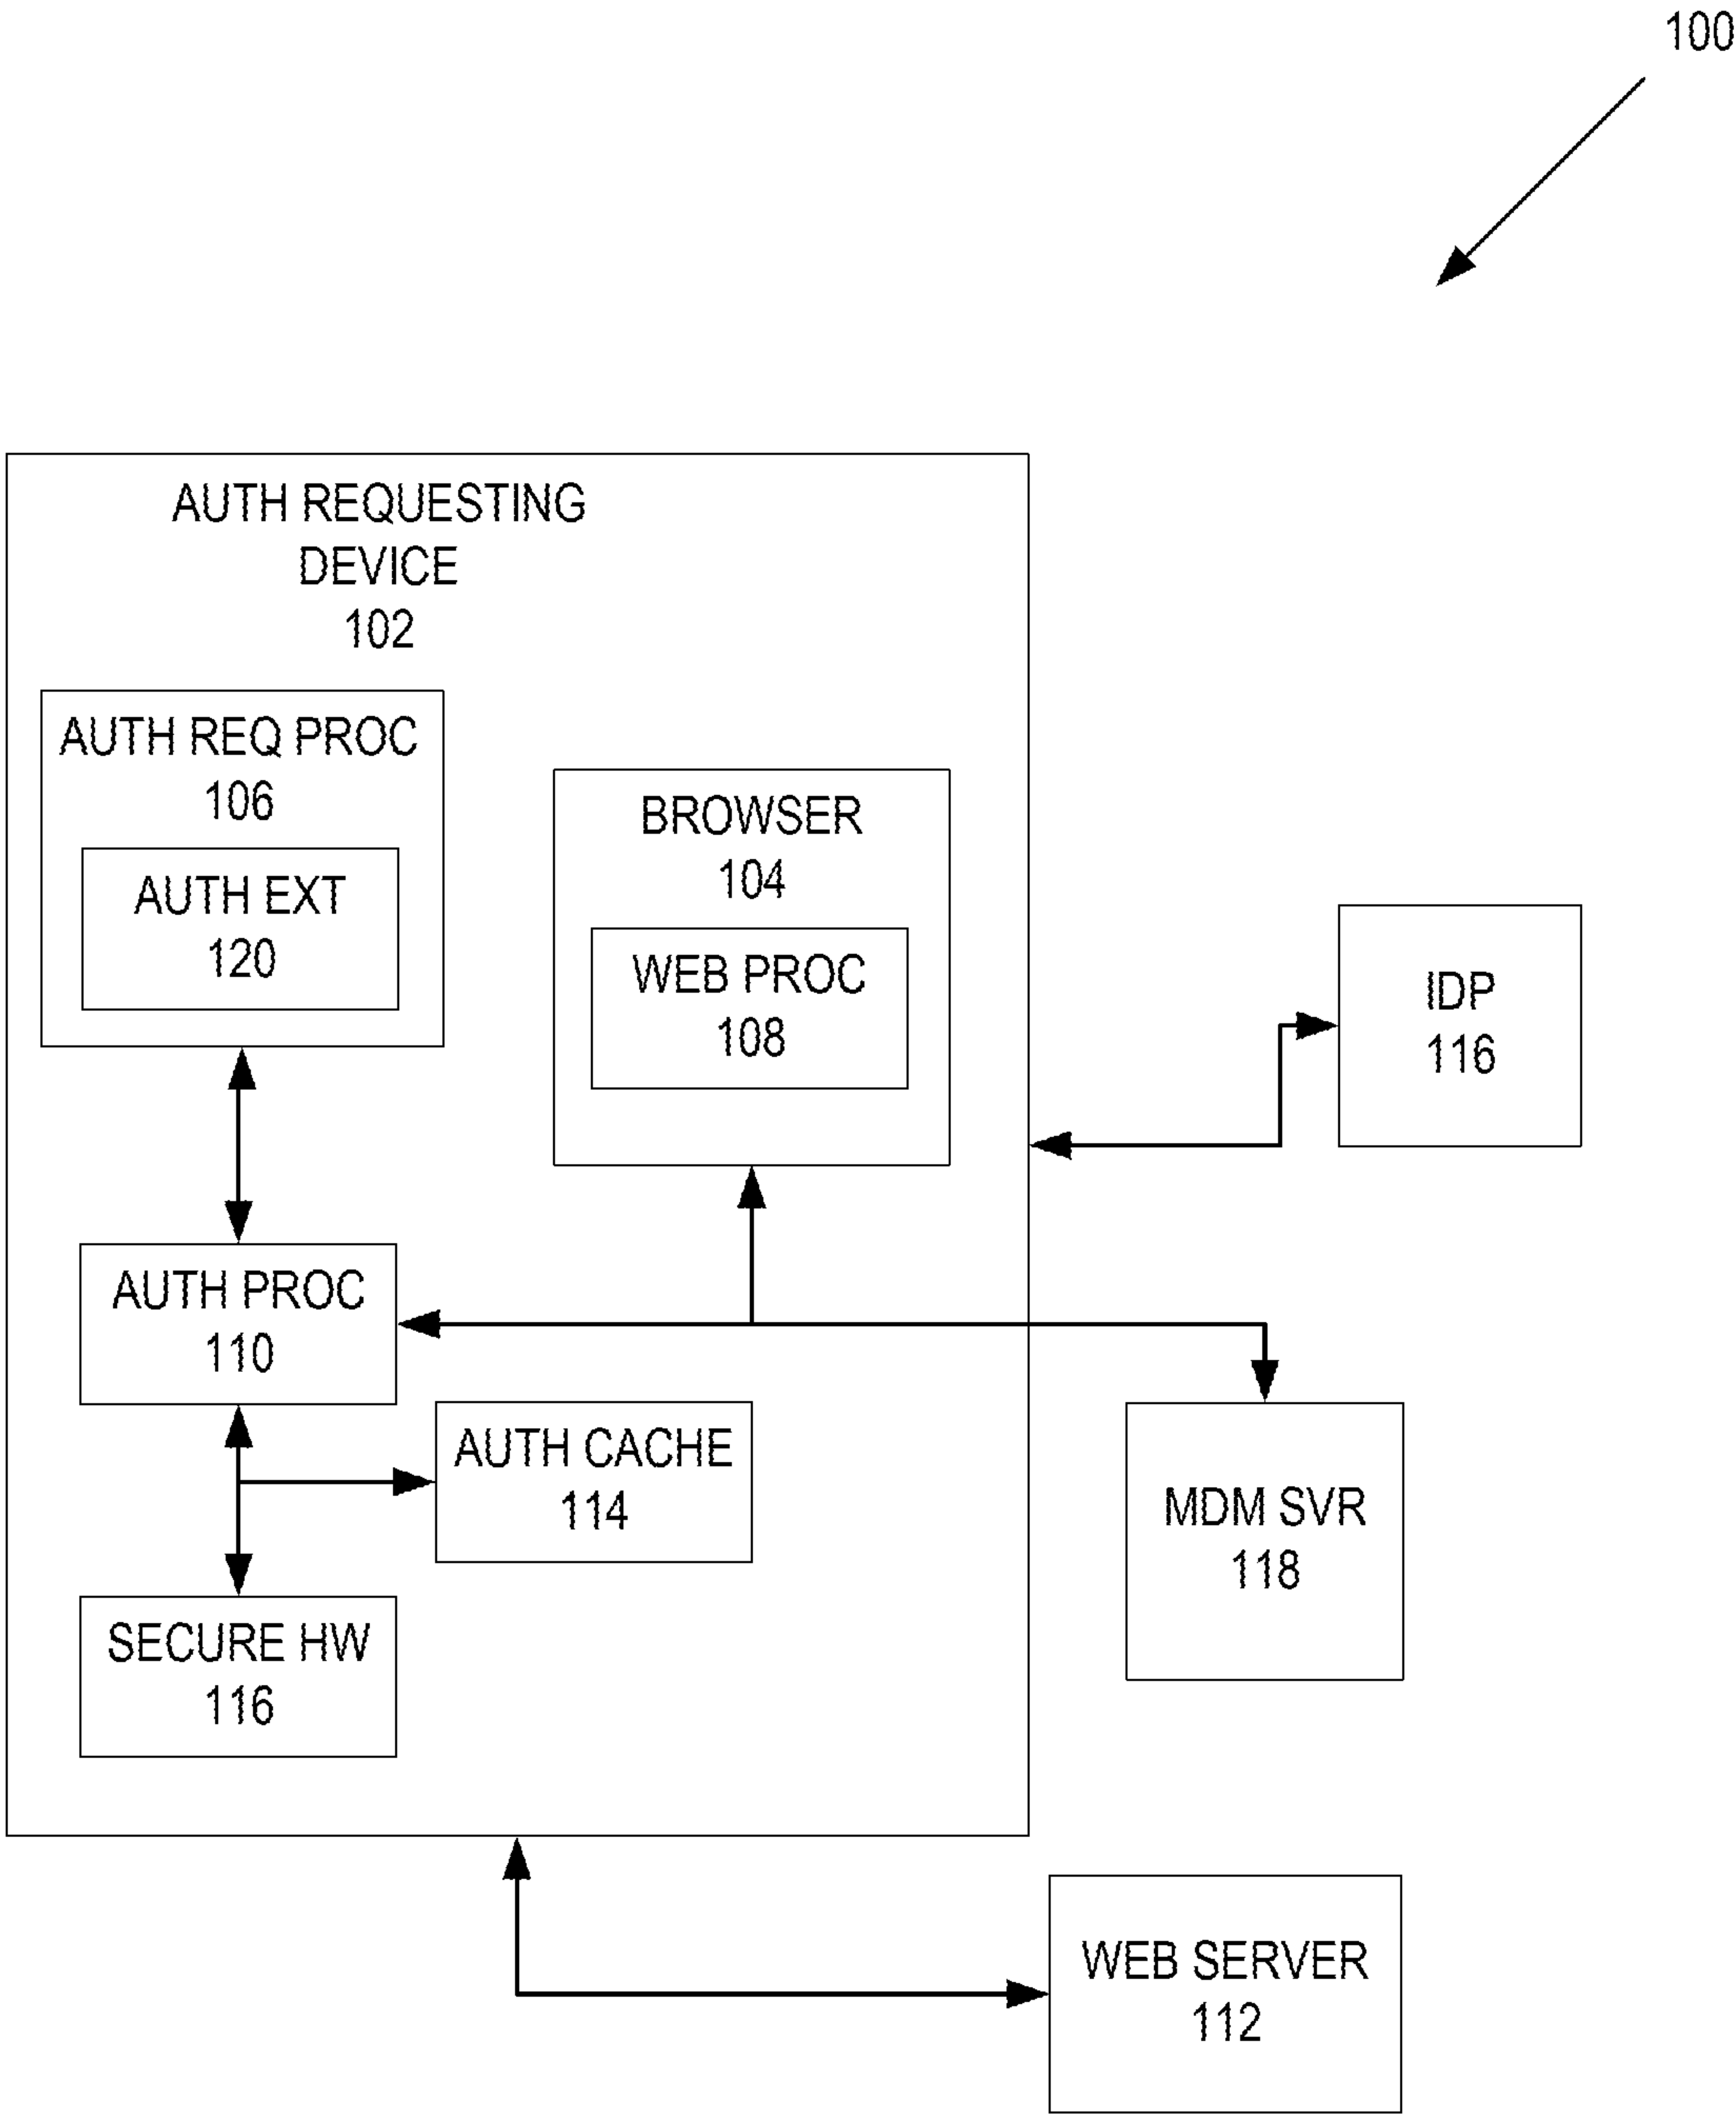 100
AUTH REQUESTING
DEVICE
102
AUTH REQ PROC
106
AUTH EXT
120
BROWSER
104
WEB PROC
108
IDP
116
AUTH PROC
110
AUTH CACHE
114
MDM SVR
118
SECURE HW
116
WEB SERVER
112